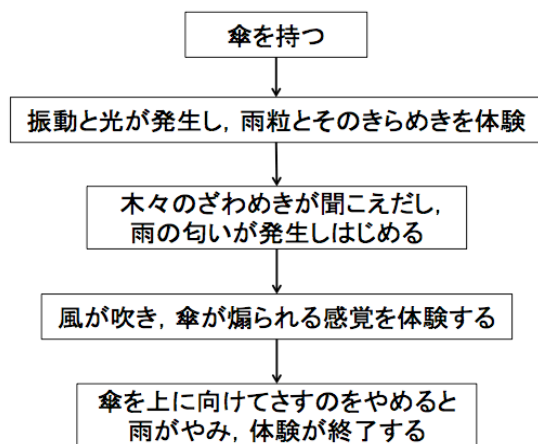 傘を持つ
振動と光が発生し，雨粒とそのきらめきを体験
木々のざわめきが聞こえだし，
雨の匂いが発生しはじめる
風が吹き，傘が煽られる感覚を体験する
傘を上に向けてさすのをやめると
雨がやみ，体験が終了する